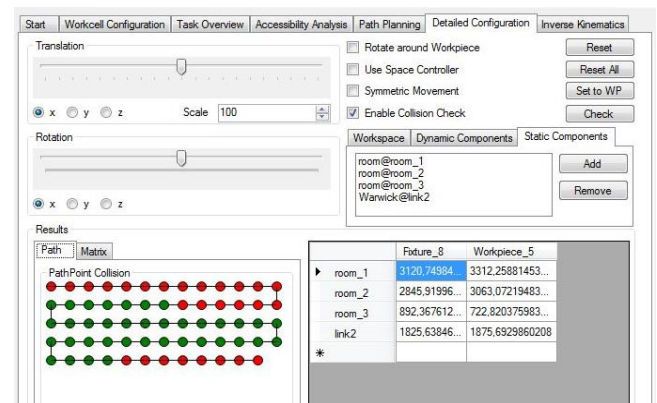 Start Workcell Configuration Task Overview Accessibility Analysis Path Planning Detailed Configuration Inverse Kinematics
Translation
x y z Scale 100
Rotation
x y z
Rotate around Workpiece Reset
Use Space Controller Reset All
Symmetric Movement Set to WP
Enable Collision Check Check
Workspace Dynamic Components Static Components
room@room_1
room@room_2
room@room_3
Warwick@link2
Add
Remove
Results
Path Matrix
PathPoint Collision
Fixture_8 Workpiece_5
room_1 3120,74984... 3312,25881453...
room_2 2845,91996... 3063,07219483...
room_3 892,367612... 722,820375983...
link2 1825,63846... 1875,6929860208